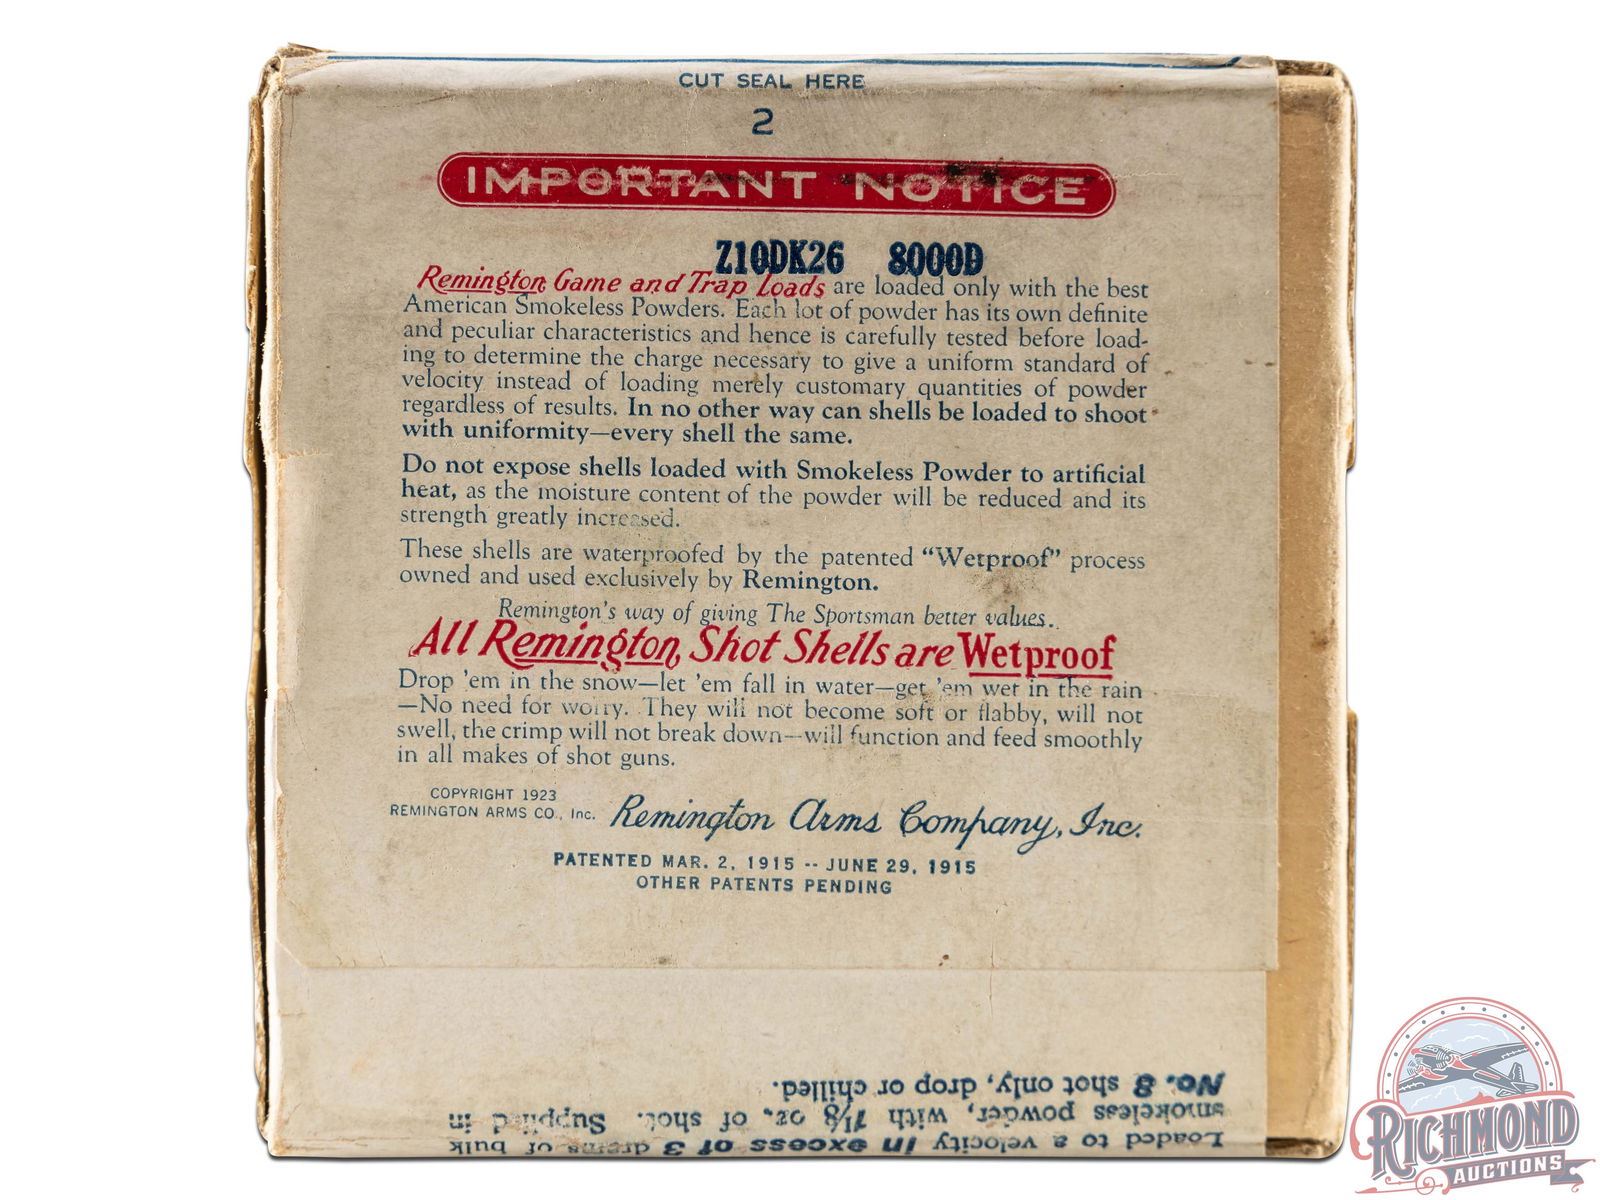 CUT SEAL HERE
2
IMPORTANT NOTICE
Z10DK26 8000D
Remington Game and Trap Loads are loaded only with the best
American Smokeless Powders. Each lot of powder has its own definite
and peculiar characteristics and hence is carefully tested before load-
ing to determine the charge necessary to give a uniform standard of
velocity instead of loading merely customary quantities of powder
regardless of results. In no other way can shells be loaded to shoot
with uniformity—every shell the same.
Do not expose shells loaded with Smokeless Powder to artificial
heat, as the moisture content of the powder will be reduced and its
strength greatly increased.
These shells are waterproofed by the patented “Wetproof” process
owned and used exclusively by Remington.
Remington's way of giving The Sportsman better values.
All Remington Shot Shells are Wetproof
Drop 'em in the snow—let 'em fall in water—get 'em wet in the rain
—No need for worry. They will not become soft or flabby, will not
swell, the crimp will not break down—will function and feed smoothly
in all makes of shot guns.
COPYRIGHT 1923
REMINGTON ARMS CO., Inc. Remington Arms Company, Inc.
PATENTED MAR. 2, 1915 -- JUNE 29, 1915
OTHER PATENTS PENDING
Loaded to a velocity in excess of 3 drams of bulk
smokeless powder, with 1⅛ oz. of shot. Supplied in
No. 8 shot only, drop or chilled.
RICHMOND
AUCTIONS